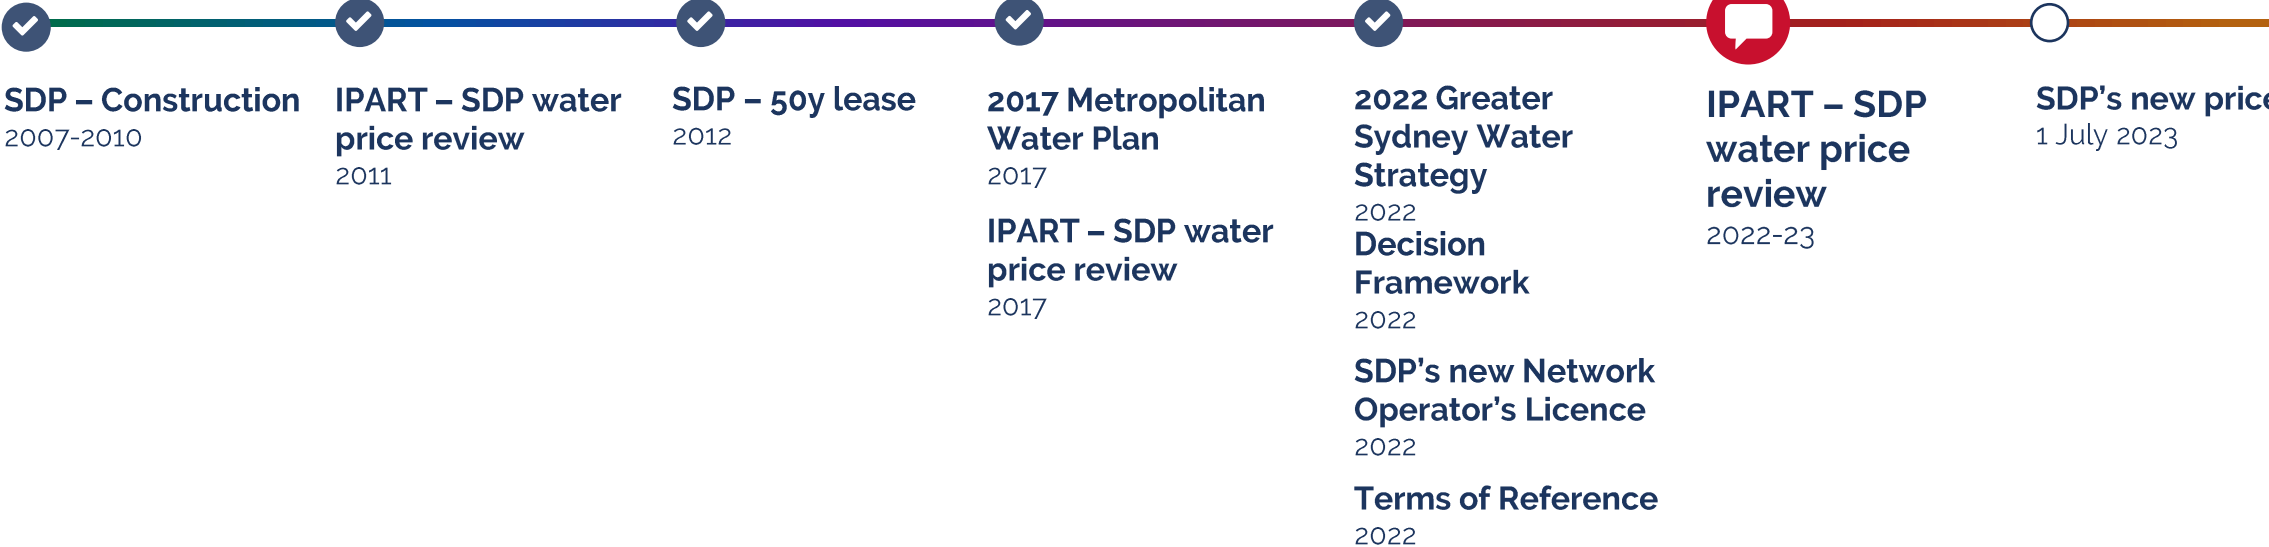 SDP – Construction
2007-2010
IPART – SDP water
price review
2011
SDP – 50y lease
2012
2017 Metropolitan
Water Plan
2017
IPART – SDP water
price review
2017
2022 Greater
Sydney Water
Strategy
2022
Decision
Framework
2022
SDP’s new Network
Operator’s Licence
2022
Terms of Reference
2022
IPART – SDP
water price
review
2022-23
SDP’s new
1 July 2023